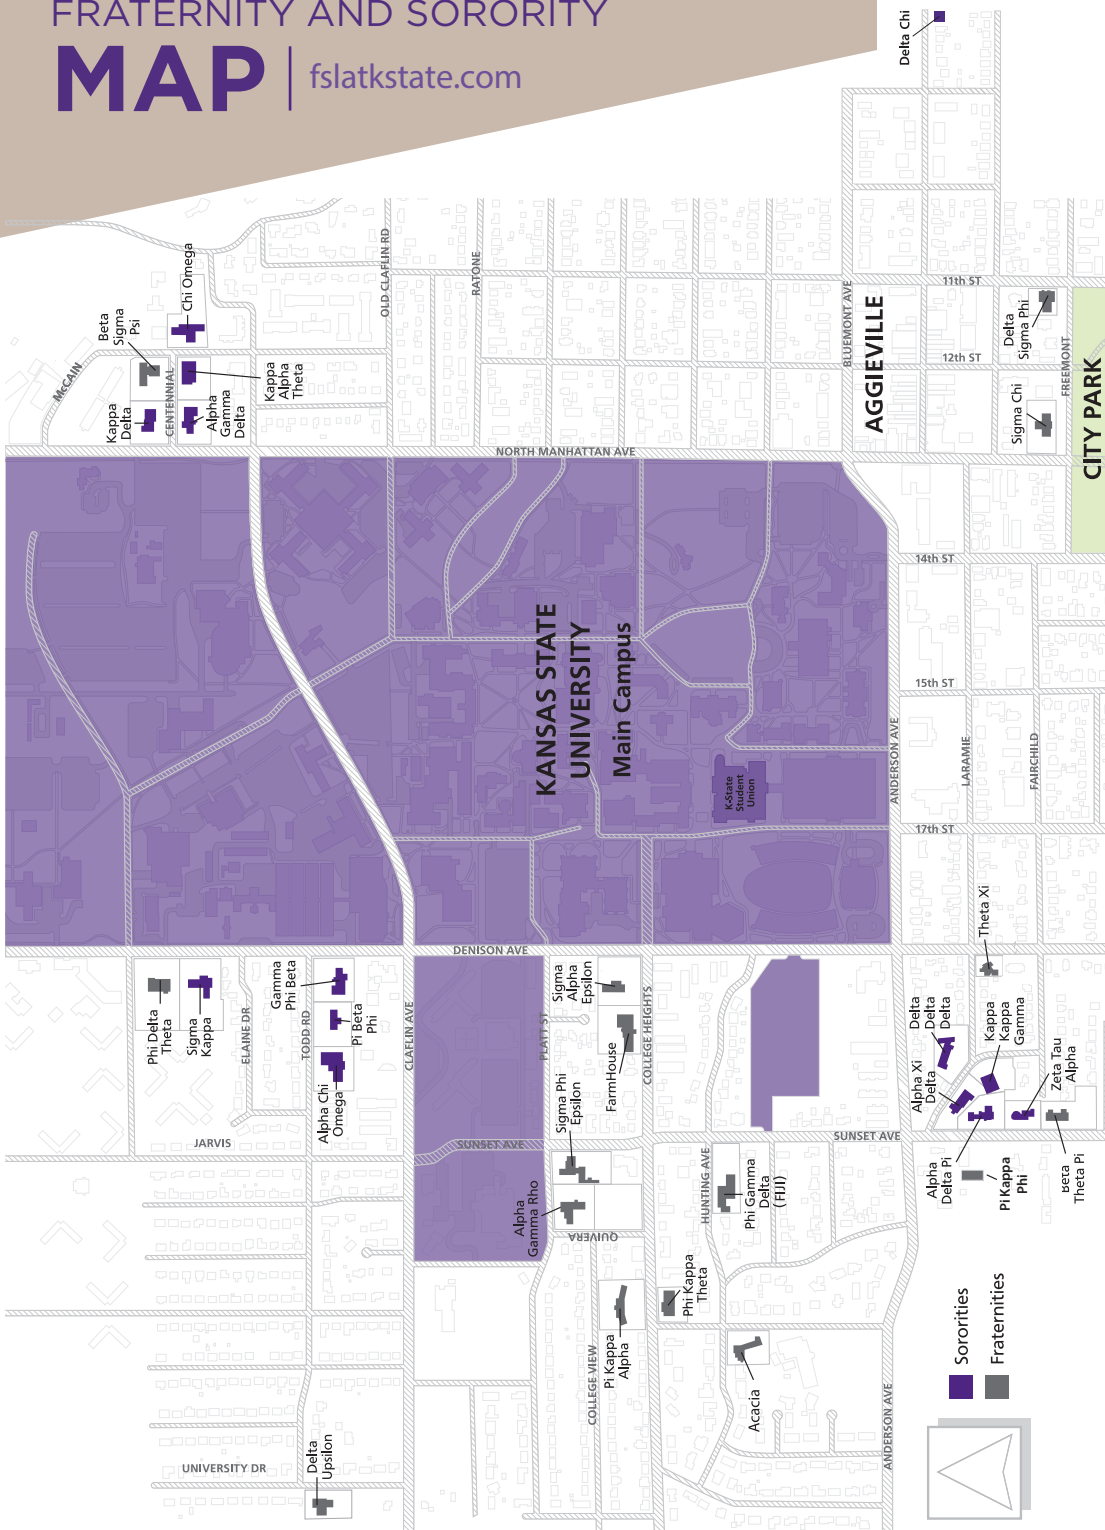 FRATERNITY AND SORORITY
MAP
fslatkstate.com
Delta Chi
Chi Omega
Beta
Sigma
Psi
McCAIN
Kappa
Delta
CENTENNIAL
Alpha
Gamma
Delta
Kappa
Alpha
Theta
OLD CLAFLIN RD
RATONE
BLUEMONT AVE
AGGIEVILLE
11th ST
12th ST
Delta
Sigma Phi
Sigma Chi
FREEMONT
CITY PARK
NORTH MANHATTAN AVE
14th ST
KANSAS STATE
UNIVERSITY
Main Campus
15th ST
K-State
Student
Union
ANDERSON AVE
LARAMIE
FAIRCHILD
17th ST
DENISON AVE
Theta Xi
Phi Delta
Theta
Sigma
Kappa
ELAINE DR
Gamma
Phi Beta
TODD RD
Pi Beta
Phi
Alpha Chi
Omega
CLAFLIN AVE
PLATT ST
Sigma
Alpha
Epsilon
FarmHouse
COLLEGE HEIGHTS
Sigma Phi
Epsilon
JARVIS
SUNSET AVE
SUNSET AVE
Delta
Delta
Delta
Kappa
Kappa
Gamma
Alpha Xi
Delta
Zeta Tau
Alpha
Alpha
Delta Pi
Pi Kappa
Phi
Beta
Theta Pi
Alpha
Gamma Rho
QUIVERA
HUNTING AVE
Phi Gamma
Delta
(FIJI)
Phi Kappa
Theta
Pi Kappa
Alpha
COLLEGE VIEW
Acacia
ANDERSON AVE
UNIVERSITY DR
Delta
Upsilon
Sororities
Fraternities